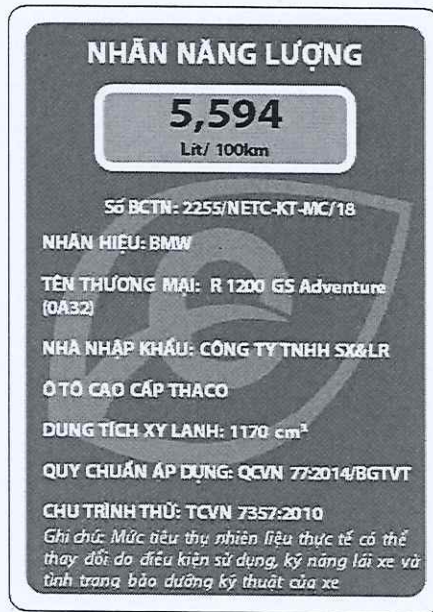 NHÃN NĂNG LƯỢNG
5,594
Lít/ 100km
Số BCTN: 2255/NETC-KT-MC/18
NHÃN HIỆU: BMW
TÊN THƯƠNG MẠI: R 1200 GS Adventure
(0A32)
NHÀ NHẬP KHẨU: CÔNG TY TNHH SX&LR
Ô TÔ CAO CẤP THACO
DUNG TÍCH XY LANH: 1170 cm³
QUY CHUẨN ÁP DỤNG: QCVN 77:2014/BGTVT
CHU TRÌNH THỬ: TCVN 7357:2010
Ghi chú: Mức tiêu thụ nhiên liệu thực tế có thể
thay đổi do điều kiện sử dụng, kỹ năng lái xe và
tình trạng bảo dưỡng kỹ thuật của xe